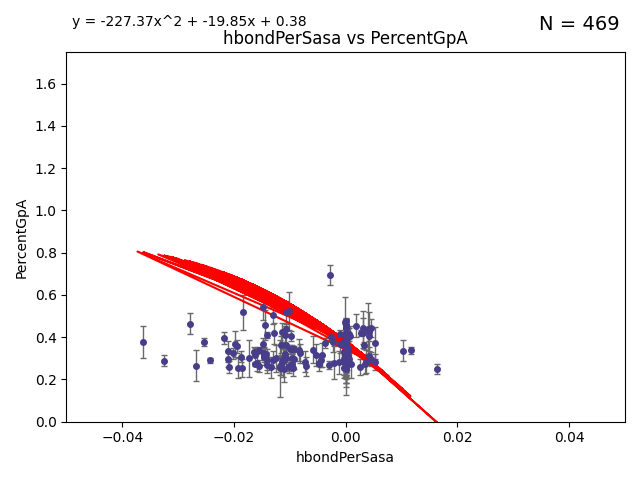 y = -227.37x^2 + -19.85x + 0.38
N = 469
hbondPerSasa vs PercentGpA
PercentGpA
1.6
1.4
1.2
1.0
0.8
0.6
0.4
0.2
0.0
−0.04 −0.02 0.00 0.02 0.04
hbondPerSasa